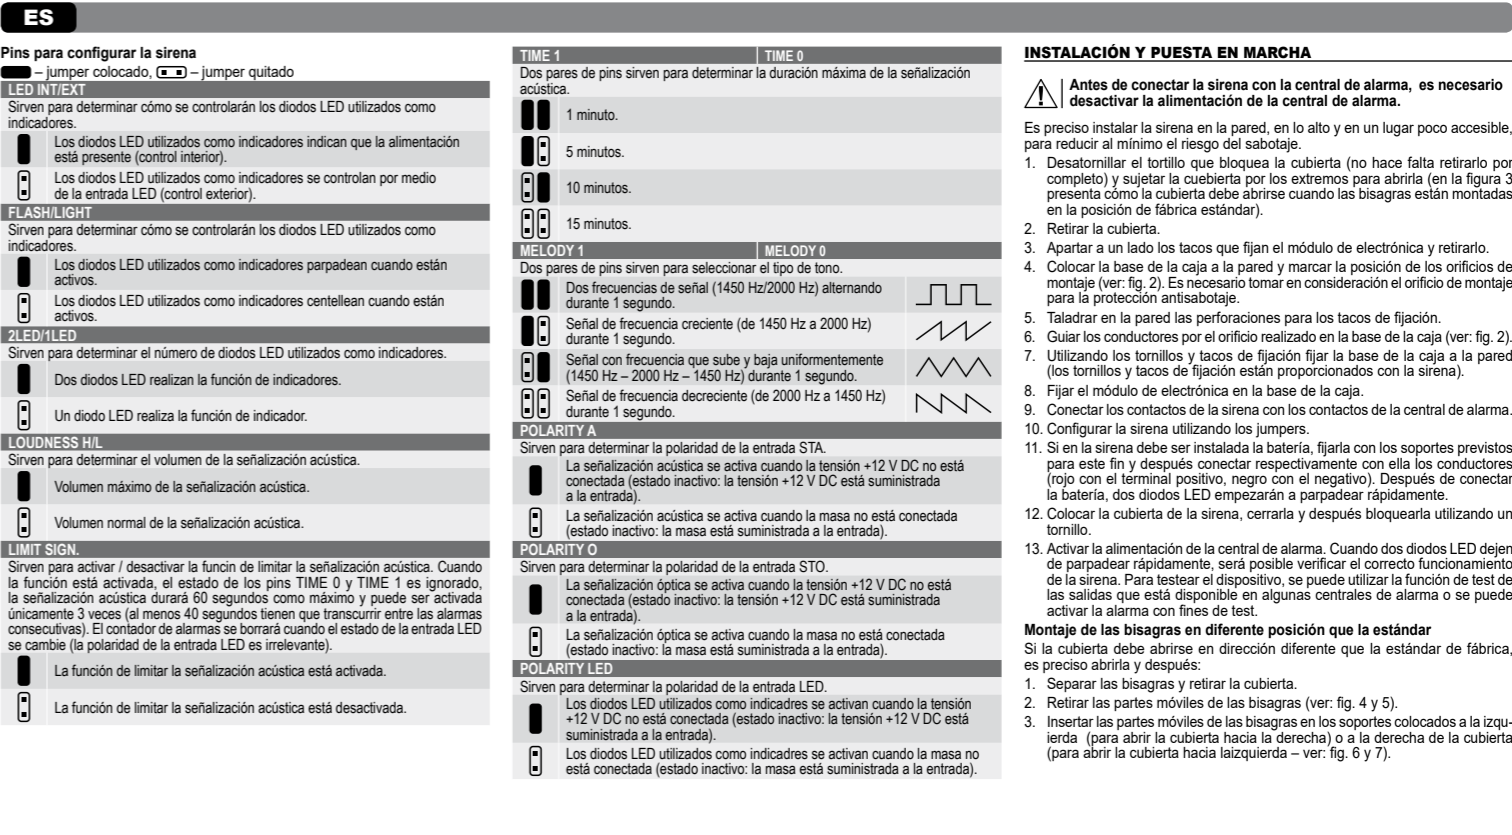 ES
Pins para configurar la sirena
– jumper colocado, – jumper quitado
LED INT/EXT
Sirven para determinar cómo se controlarán los diodos LED utilizados como
indicadores.
Los diodos LED utilizados como indicadores indican que la alimentación
está presente (control interior).
Los diodos LED utilizados como indicadores se controlan por medio
de la entrada LED (control exterior).
FLASH/LIGHT
Sirven para determinar cómo se controlarán los diodos LED utilizados como
indicadores.
Los diodos LED utilizados como indicadores parpadean cuando están
activos.
Los diodos LED utilizados como indicadores centellean cuando están
activos.
2LED/1LED
Sirven para determinar el número de diodos LED utilizados como indicadores.
Dos diodos LED realizan la función de indicadores.
Un diodo LED realiza la función de indicador.
LOUDNESS H/L
Sirven para determinar el volumen de la señalización acústica.
Volumen máximo de la señalización acústica.
Volumen normal de la señalización acústica.
LIMIT SIGN.
Sirven para activar / desactivar la funcin de limitar la señalización acústica. Cuando
la función está activada, el estado de los pins TIME 0 y TIME 1 es ignorado,
la señalización acústica durará 60 segundos como máximo y puede ser activada
únicamente 3 veces (al menos 40 segundos tienen que transcurrir entre las alarmas
consecutivas). El contador de alarmas se borrará cuando el estado de la entrada LED
se cambie (la polaridad de la entrada LED es irrelevante).
La función de limitar la señalización acústica está activada.
La función de limitar la señalización acústica está desactivada.
TIME 1 TIME 0
Dos pares de pins sirven para determinar la duración máxima de la señalización
acústica.
1 minuto.
5 minutos.
10 minutos.
15 minutos.
MELODY 1 MELODY 0
Dos pares de pins sirven para seleccionar el tipo de tono.
Dos frecuencias de señal (1450 Hz/2000 Hz) alternando
durante 1 segundo.
Señal de frecuencia creciente (de 1450 Hz a 2000 Hz)
durante 1 segundo.
Señal con frecuencia que sube y baja uniformentemente
(1450 Hz – 2000 Hz – 1450 Hz) durante 1 segundo.
Señal de frecuencia decreciente (de 2000 Hz a 1450 Hz)
durante 1 segundo.
POLARITY A
Sirven para determinar la polaridad de la entrada STA.
La señalización acústica se activa cuando la tensión +12 V DC no está
conectada (estado inactivo: la tensión +12 V DC está suministrada
a la entrada).
La señalización acústica se activa cuando la masa no está conectada
(estado inactivo: la masa está suministrada a la entrada).
POLARITY O
Sirven para determinar la polaridad de la entrada STO.
La señalización óptica se activa cuando la tensión +12 V DC no está
conectada (estado inactivo: la tensión +12 V DC está suministrada
a la entrada).
La señalización óptica se activa cuando la masa no está conectada
(estado inactivo: la masa está suministrada a la entrada).
POLARITY LED
Sirven para determinar la polaridad de la entrada LED.
Los diodos LED utilizados como indicadres se activan cuando la tensión
+12 V DC no está conectada (estado inactivo: la tensión +12 V DC está
suministrada a la entrada).
Los diodos LED utilizados como indicadres se activan cuando la masa no
está conectada (estado inactivo: la masa está suministrada a la entrada).
INSTALACIÓN Y PUESTA EN MARCHA
Antes de conectar la sirena con la central de alarma, es necesario
desactivar la alimentación de la central de alarma.
Es preciso instalar la sirena en la pared, en lo alto y en un lugar poco accesible,
para reducir al mínimo el riesgo del sabotaje.
1. Desatornillar el tortillo que bloquea la cubierta (no hace falta retirarlo por
completo) y sujetar la cuebierta por los extremos para abrirla (en la figura 3
presenta cómo la cubierta debe abrirse cuando las bisagras están montadas
en la posición de fábrica estándar).
2. Retirar la cubierta.
3. Apartar a un lado los tacos que fijan el módulo de electrónica y retirarlo.
4. Colocar la base de la caja a la pared y marcar la posición de los orificios de
montaje (ver: fig. 2). Es necesario tomar en consideración el orificio de montaje
para la protección antisabotaje.
5. Taladrar en la pared las perforaciones para los tacos de fijación.
6. Guiar los conductores por el orificio realizado en la base de la caja (ver: fig. 2).
7. Utilizando los tornillos y tacos de fijación fijar la base de la caja a la pared
(los tornillos y tacos de fijación están proporcionados con la sirena).
8. Fijar el módulo de electrónica en la base de la caja.
9. Conectar los contactos de la sirena con los contactos de la central de alarma.
10. Configurar la sirena utilizando los jumpers.
11. Si en la sirena debe ser instalada la batería, fijarla con los soportes previstos
para este fin y después conectar respectivamente con ella los conductores
(rojo con el terminal positivo, negro con el negativo). Después de conectar
la batería, dos diodos LED empezarán a parpadear rápidamente.
12. Colocar la cubierta de la sirena, cerrarla y después bloquearla utilizando un
tornillo.
13. Activar la alimentación de la central de alarma. Cuando dos diodos LED dejen
de parpadear rápidamente, será posible verificar el correcto funcionamiento
de la sirena. Para testear el dispositivo, se puede utilizar la función de test de
las salidas que está disponible en algunas centrales de alarma o se puede
activar la alarma con fines de test.
Montaje de las bisagras en diferente posición que la estándar
Si la cubierta debe abrirse en dirección diferente que la estándar de fábrica,
es preciso abrirla y después:
1. Separar las bisagras y retirar la cubierta.
2. Retirar las partes móviles de las bisagras (ver: fig. 4 y 5).
3. Insertar las partes móviles de las bisagras en los soportes colocados a la izqu-
ierda (para abrir la cubierta hacia la derecha) o a la derecha de la cubierta
(para abrir la cubierta hacia laizquierda – ver: fig. 6 y 7).